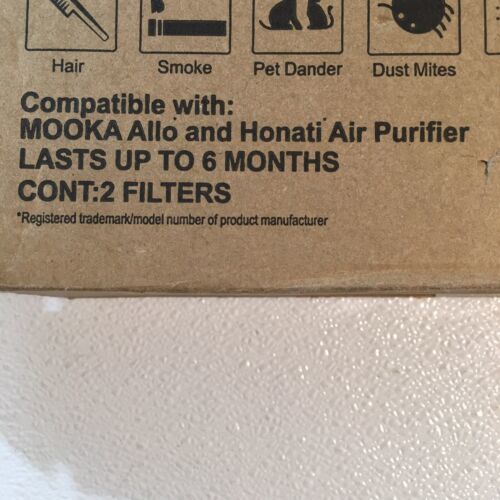 Hair Smoke Pet Dander Dust Mites
Compatible with:
MOOKA Allo and Honati Air Purifier
LASTS UP TO 6 MONTHS
CONT:2 FILTERS
*Registered trademark/model number of product manufacturer